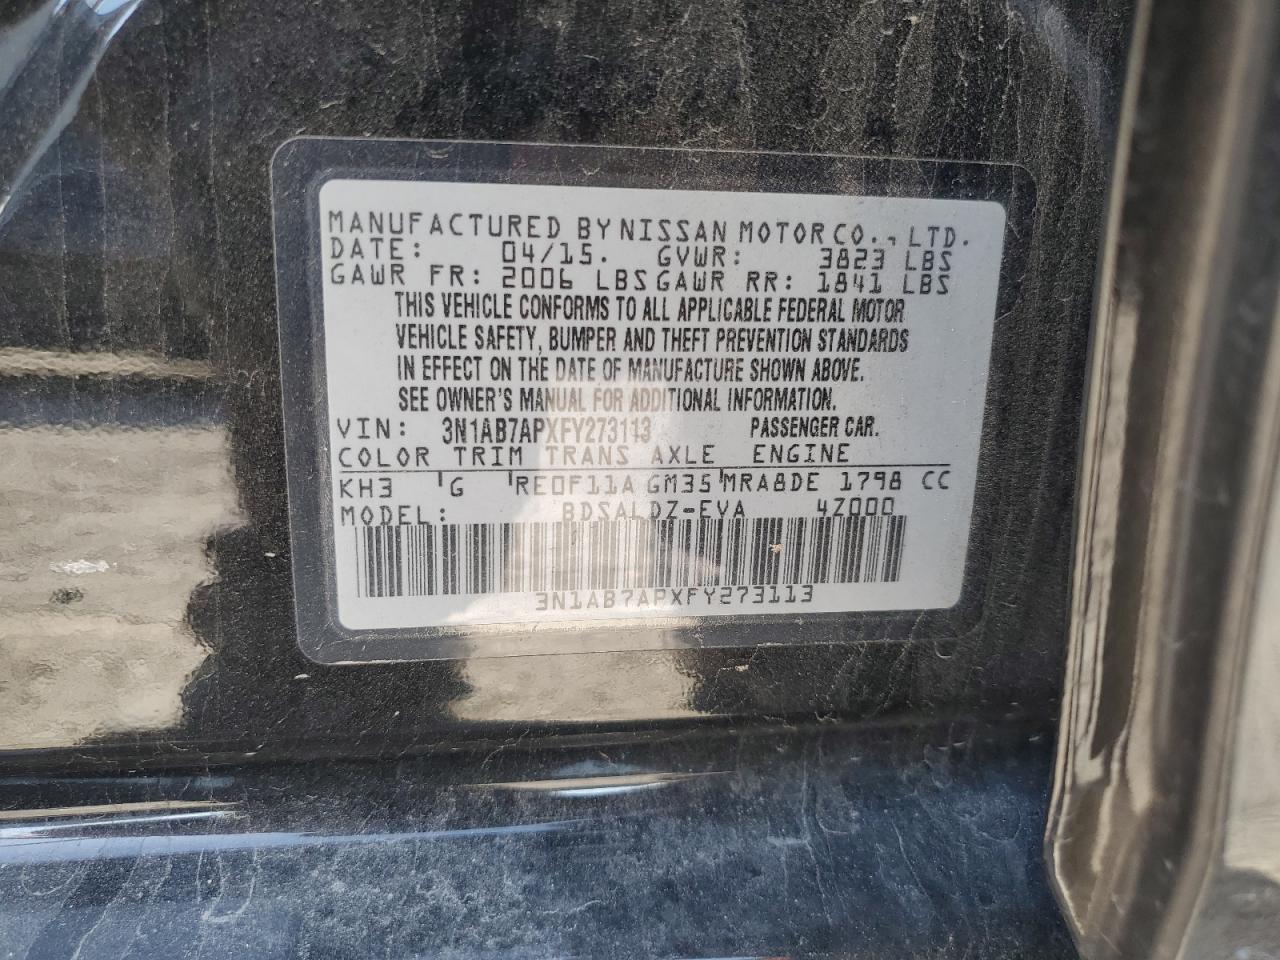 MANUFACTURED BY NISSAN MOTOR CO., LTD.
DATE: 04/15. GVWR: 3823 LBS
GAWR FR: 2006 LBS GAWR RR: 1841 LBS
THIS VEHICLE CONFORMS TO ALL APPLICABLE FEDERAL MOTOR
VEHICLE SAFETY, BUMPER AND THEFT PREVENTION STANDARDS
IN EFFECT ON THE DATE OF MANUFACTURE SHOWN ABOVE.
SEE OWNER'S MANUAL FOR ADDITIONAL INFORMATION.
VIN: 3N1AB7APXFY273113 PASSENGER CAR.
COLOR TRIM TRANS AXLE ENGINE
KH3 G RE0F11A GM35 MRA8DE 1798 CC
MODEL: BDSALDZ-EVA 4Z000
3N1AB7APXFY273113